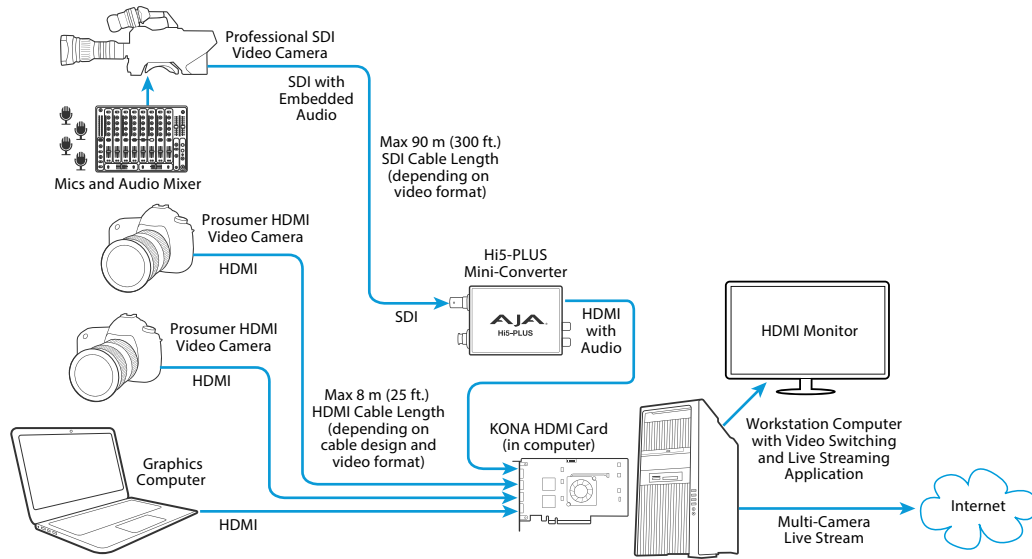 Professional SDI
Video Camera
SDI with
Embedded
Audio
Mics and Audio Mixer
Max 90 m (300 ft.)
SDI Cable Length
(depending on
video format)
Prosumer HDMI
Video Camera
HDMI
Hi5-PLUS
Mini-Converter
SDI
AJA
Hi5-PLUS
HDMI
with
Audio
HDMI Monitor
Prosumer HDMI
Video Camera
HDMI
Max 8 m (25 ft.)
HDMI Cable Length
(depending on
cable design and
video format)
KONA HDMI Card
(in computer)
Workstation Computer
with Video Switching
and Live Streaming
Application
Graphics
Computer
HDMI
Internet
Multi-Camera
Live Stream